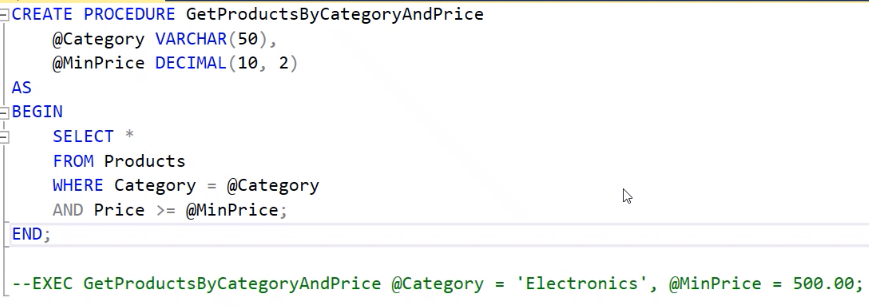 CREATE PROCEDURE GetProductsByCategoryAndPrice
    @Category VARCHAR(50),
    @MinPrice DECIMAL(10, 2)
AS
BEGIN
    SELECT *
    FROM Products
    WHERE Category = @Category
    AND Price >= @MinPrice;
END;

--EXEC GetProductsByCategoryAndPrice @Category = 'Electronics', @MinPrice = 500.00;